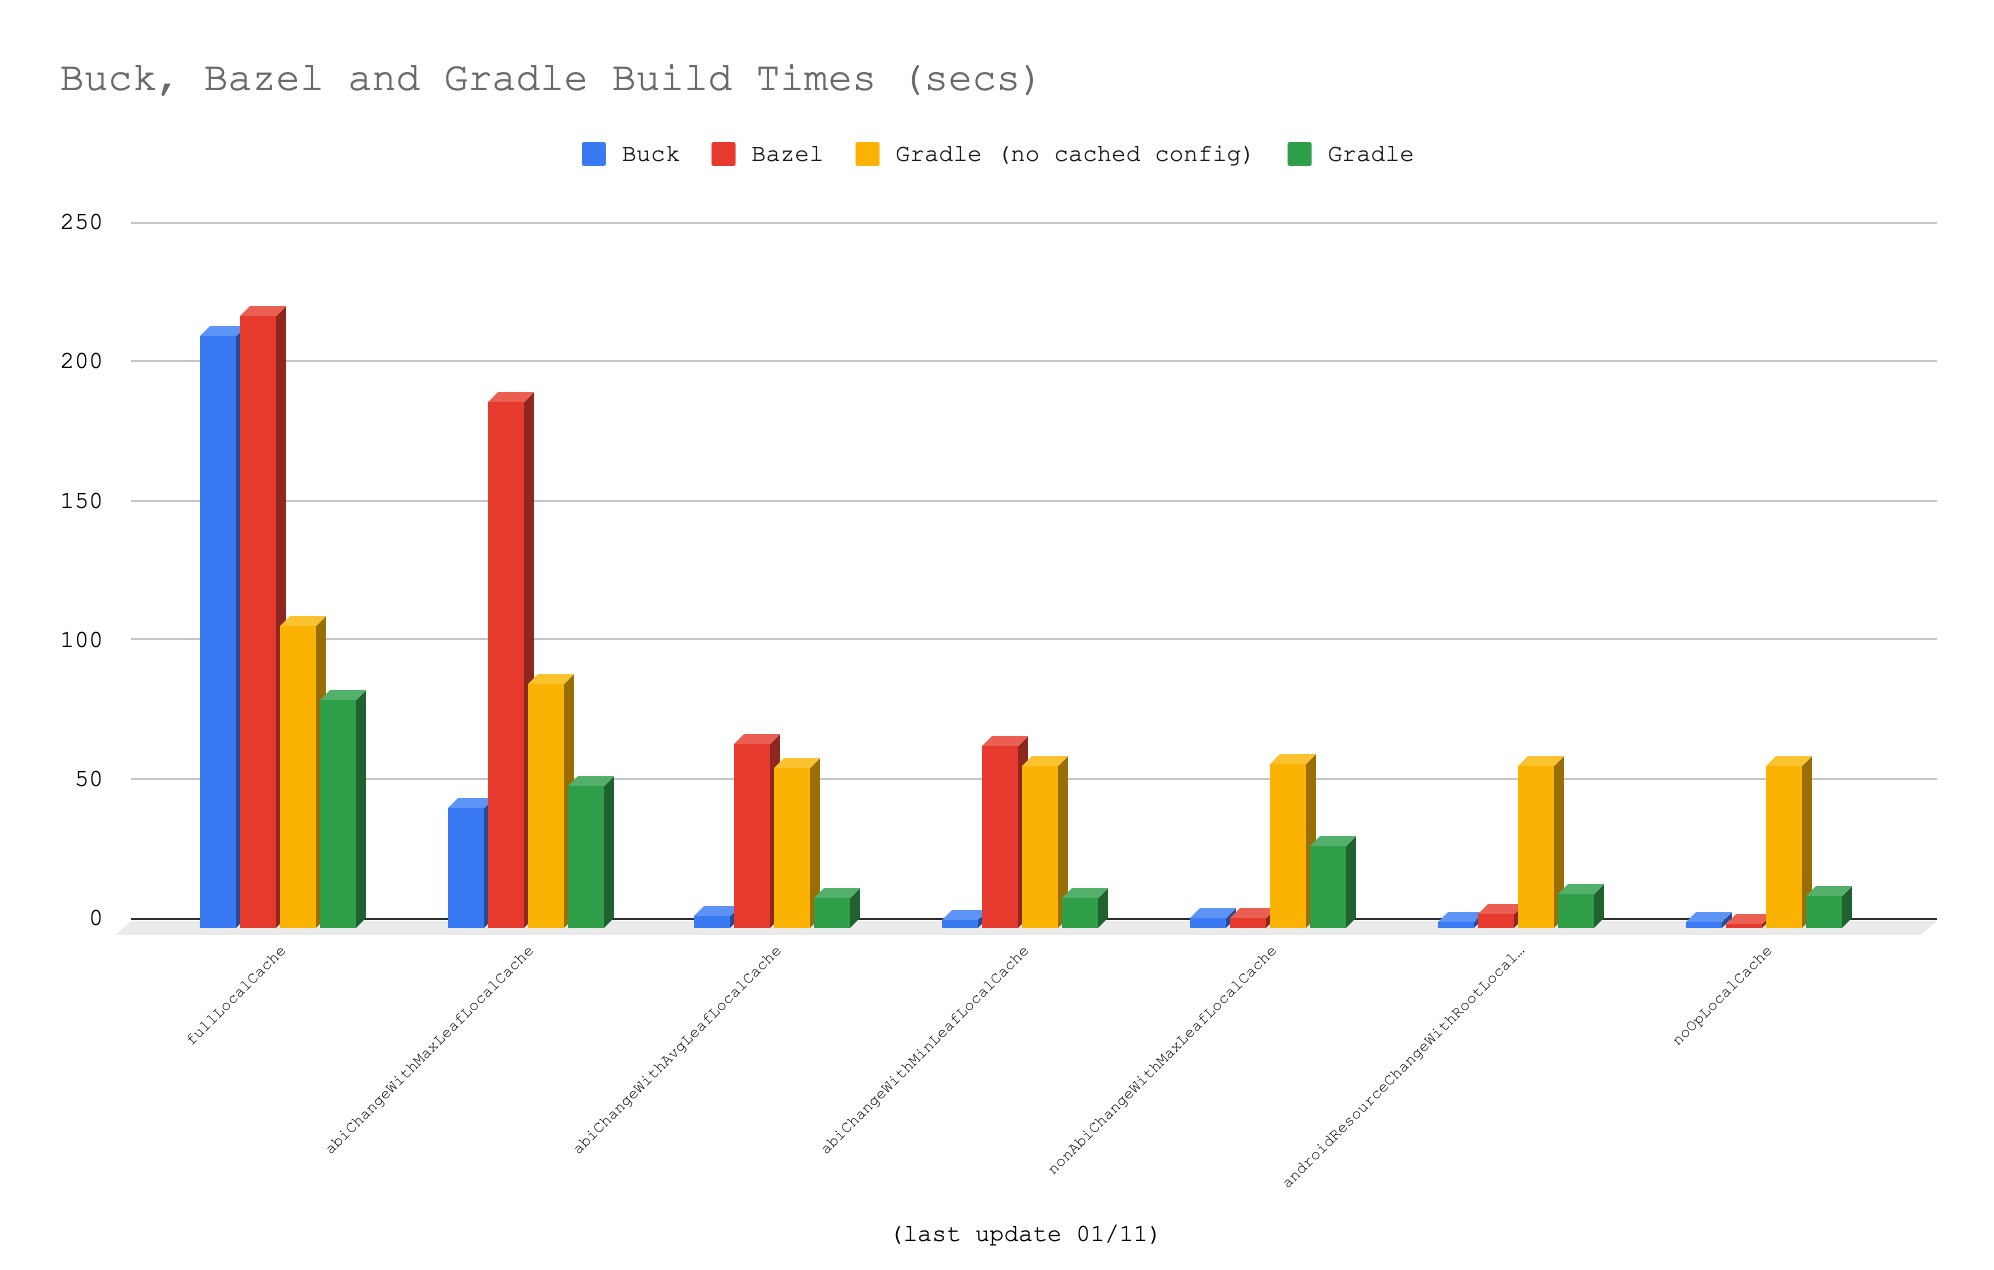 Buck, Bazel and Gradle Build Times (secs)
Buck
Bazel
Gradle (no cached config)
Gradle
250
200
150
100
50
0
fullLocalCache
abiChangeWithMaxLeafLocalCache
abiChangeWithAvgLeafLocalCache
abiChangeWithMinLeafLocalCache
nonAbiChangeWithMaxLeafLocalCache
androidResourceChangeWithRootLocal…
noOpLocalCache
(last update 01/11)